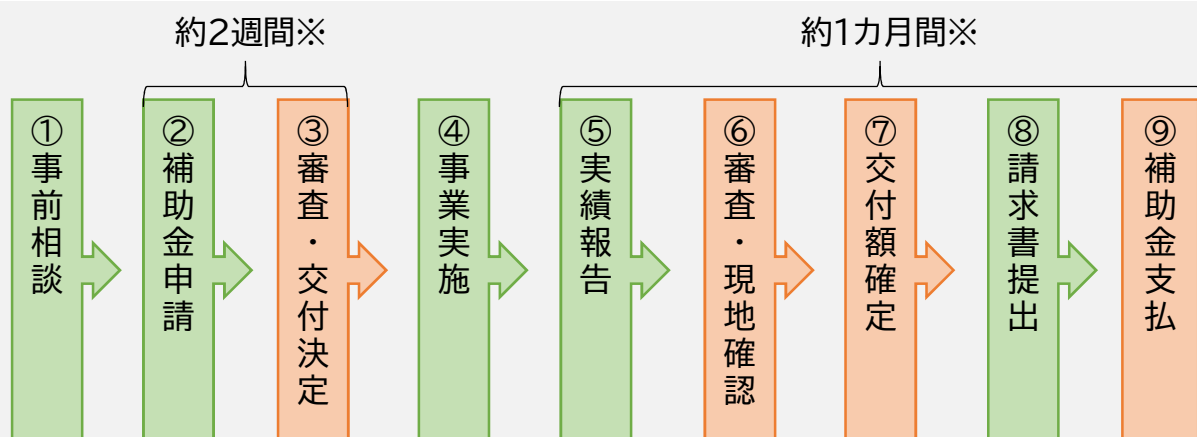 約2週間※
約1カ月間※
①事前相談
②補助金申請
③審査・交付決定
④事業実施
⑤実績報告
⑥審査・現地確認
⑦交付額確定
⑧請求書提出
⑨補助金支払